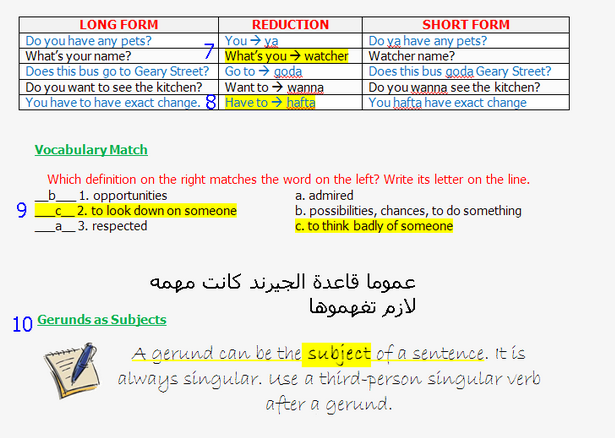 LONG FORM REDUCTION SHORT FORM
Do you have any pets? You → ya Do ya have any pets?
What's your name? 7 What's you → watcher Watcher name?
Does this bus go to Geary Street? Go to → goda Does this bus goda Geary Street?
Do you want to see the kitchen? Want to → wanna Do you wanna see the kitchen?
You have to have exact change. 8 Have to → hafta You hafta have exact change
Vocabulary Match
Which definition on the right matches the word on the left? Write its letter on the line.
__b___ 1. opportunities a. admired
9 ___c__ 2. to look down on someone b. possibilities, chances, to do something
___a__ 3. respected c. to think badly of someone
عموما قاعدة الجيرند كانت مهمه
لازم تفهموها
10 Gerunds as Subjects
A gerund can be the subject of a sentence. It is
always singular. Use a third-person singular verb
after a gerund.